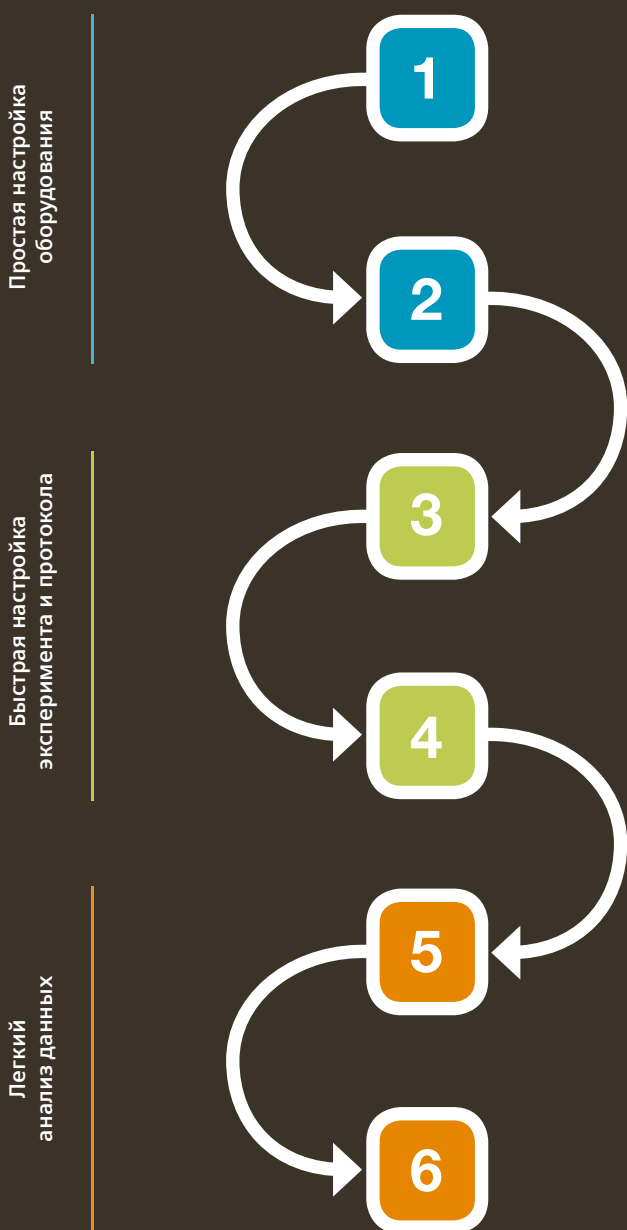 Простая настройка
оборудования
1
2
Быстрая настройка
эксперимента и протокола
3
4
Легкий
анализ данных
5
6